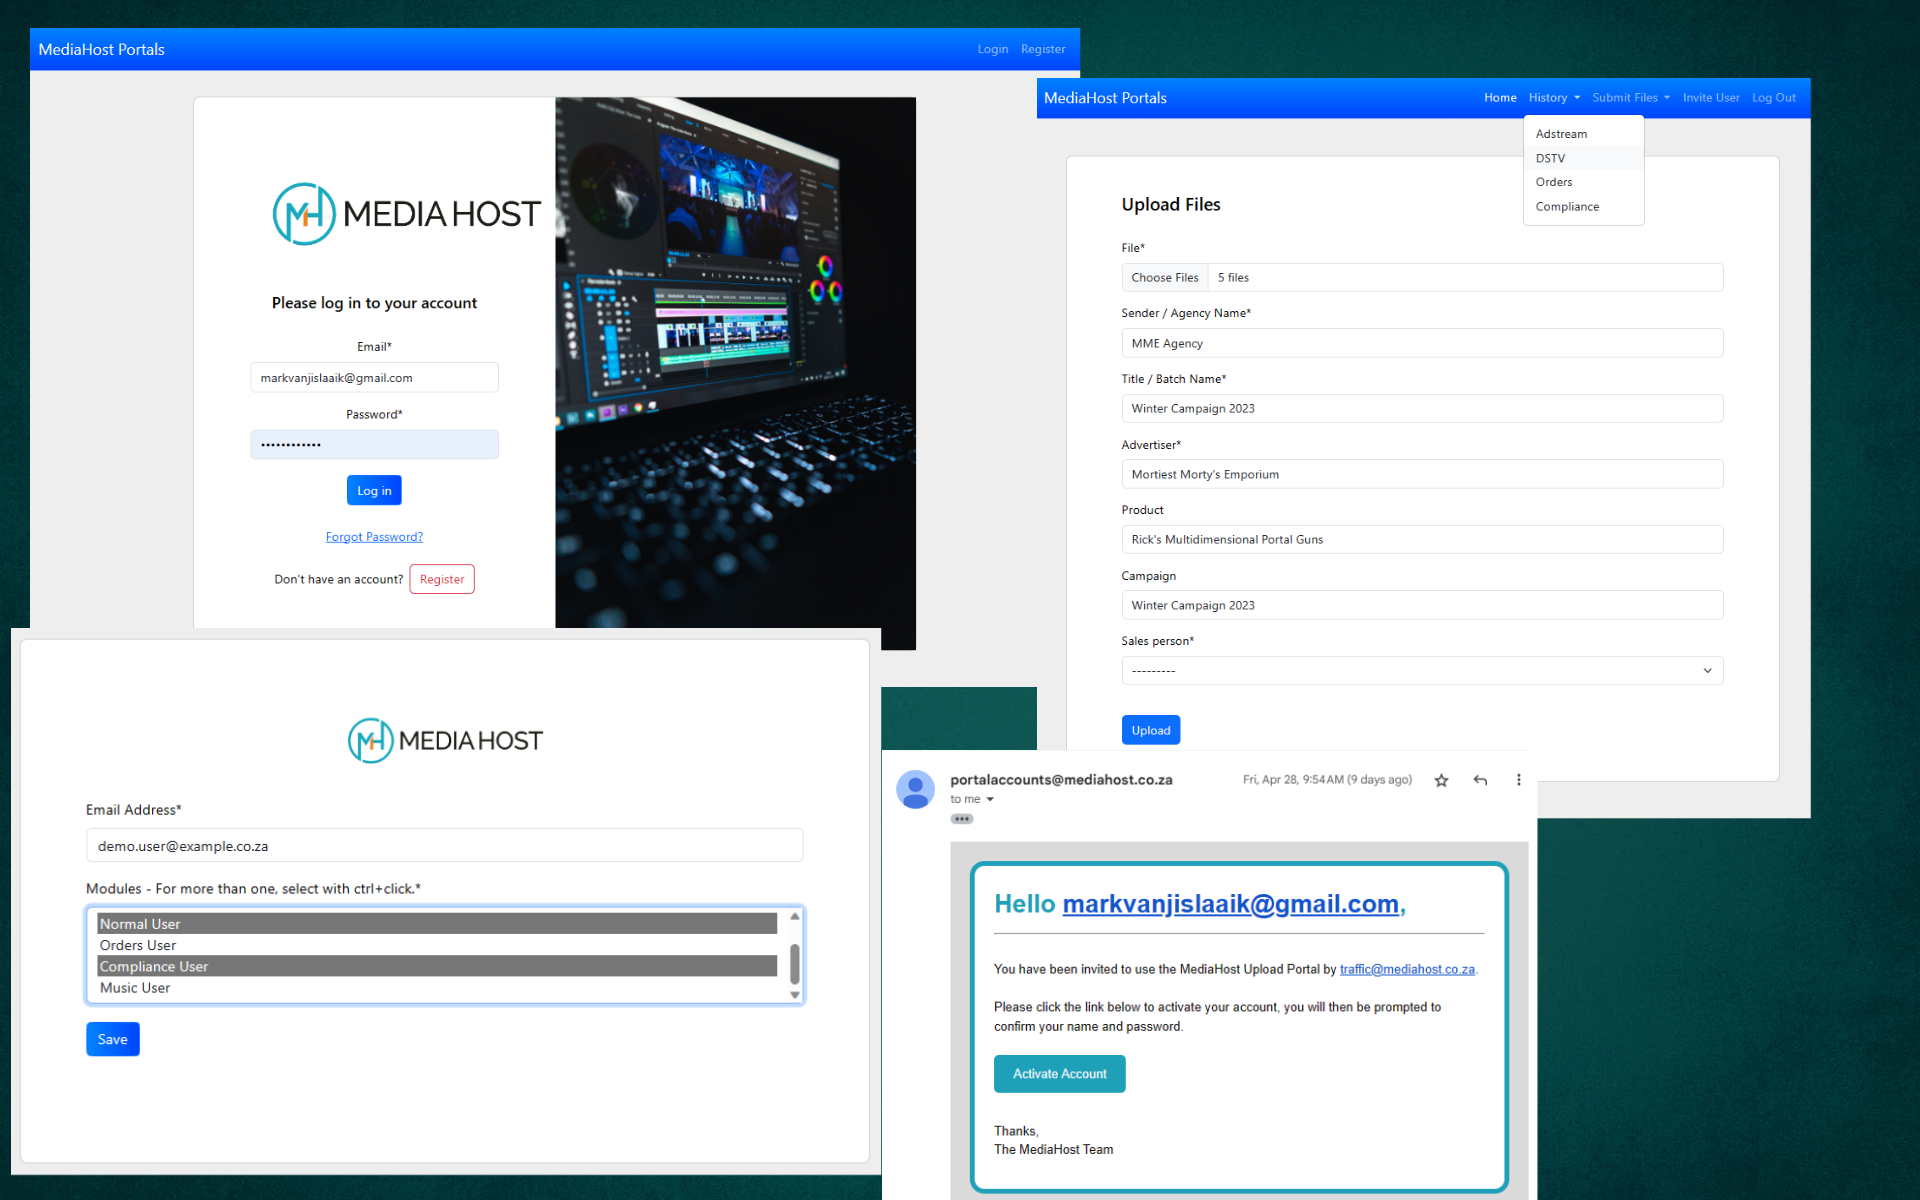 MediaHost Portals
Login Register
MEDIA HOST
Please log in to your account
Email*
markvanjislaaik@gmail.com
Password*
••••••••••••
Log in
Forgot Password?
Don't have an account? Register
MediaHost Portals
Home History Submit Files Invite User Log Out
Adstream
DSTV
Orders
Compliance
Upload Files
File*
Choose Files 5 files
Sender / Agency Name*
MME Agency
Title / Batch Name*
Winter Campaign 2023
Advertiser*
Mortiest Morty's Emporium
Product
Rick's Multidimensional Portal Guns
Campaign
Winter Campaign 2023
Sales person*
---------
Upload
MEDIA HOST
Email Address*
demo.user@example.co.za
Modules - For more than one, select with ctrl+click.*
Normal User
Orders User
Compliance User
Music User
Save
portalaccounts@mediahost.co.za
Fri, Apr 28, 9:54 AM (9 days ago)
to me
Hello markvanjislaaik@gmail.com,
You have been invited to use the MediaHost Upload Portal by traffic@mediahost.co.za.
Please click the link below to activate your account, you will then be prompted to
confirm your name and password.
Activate Account
Thanks,
The MediaHost Team